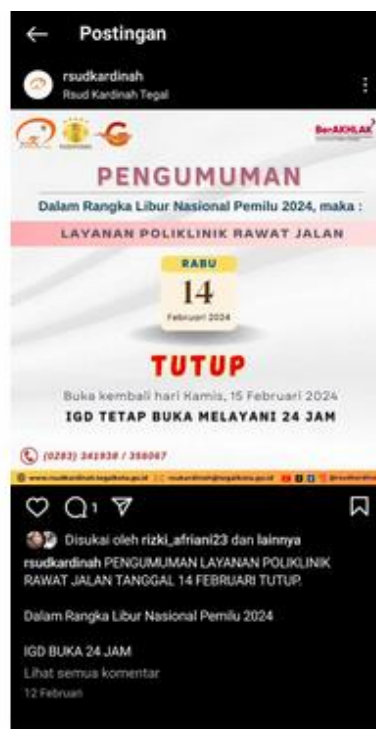 Postingan
rsudkardinah
Rsud Kardinah Tegal
BerAKHLAK
PENGUMUMAN
Dalam Rangka Libur Nasional Pemilu 2024, maka :
LAYANAN POLIKLINIK RAWAT JALAN
RABU
14
Februari 2024
TUTUP
Buka kembali hari Kamis, 15 Februari 2024
IGD TETAP BUKA MELAYANI 24 JAM
(0283) 341938 / 356067
1
Disukai oleh rizki_afriani23 dan lainnya
rsudkardinah PENGUMUMAN LAYANAN POLIKLINIK
RAWAT JALAN TANGGAL 14 FEBRUARI TUTUP.
Dalam Rangka Libur Nasional Pemilu 2024
IGD BUKA 24 JAM
Lihat semua komentar
12 Februari